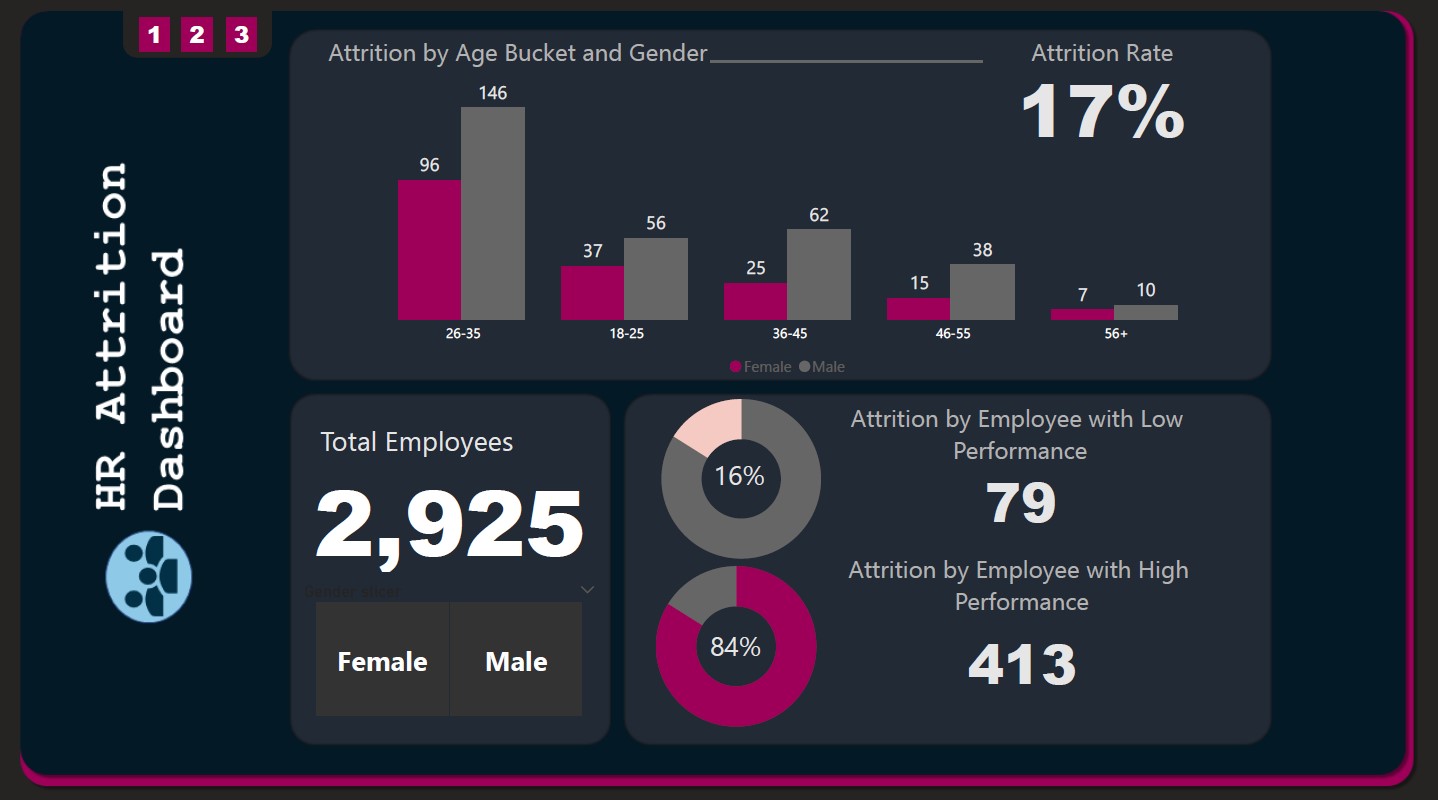 1 2 3
HR Attrition
Dashboard
Attrition by Age Bucket and Gender
Attrition Rate
17%
146
96
37
56
25
62
15
38
7
10
26-35
18-25
36-45
46-55
56+
Female Male
Total Employees
2,925
Gender slicer
Female Male
16%
Attrition by Employee with Low
Performance
79
84%
Attrition by Employee with High
Performance
413